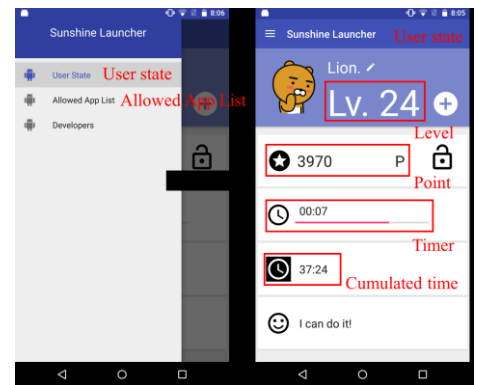 8:06
Sunshine Launcher
User State User state
Allowed App List Allowed App List
Developers
8:05
Sunshine Launcher User state
Lion.
Lv. 24
Level
3970 P
Point
00:07
Timer
37:24
Cumulated time
I can do it!